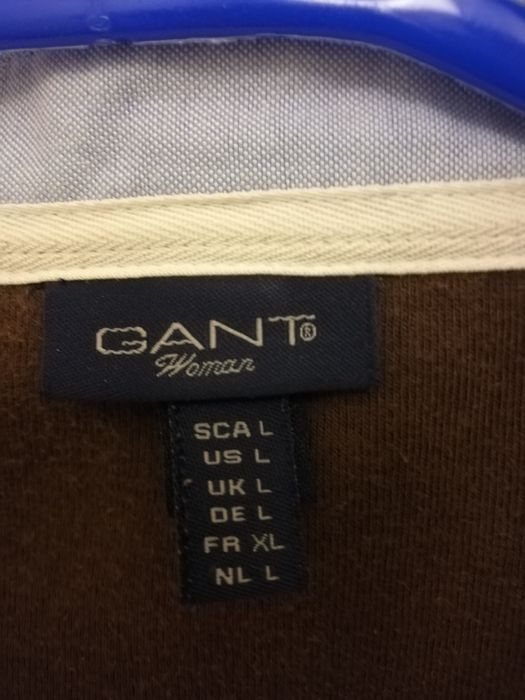 GANT®
Woman
SCA L
US L
UK L
DE L
FR XL
NL L